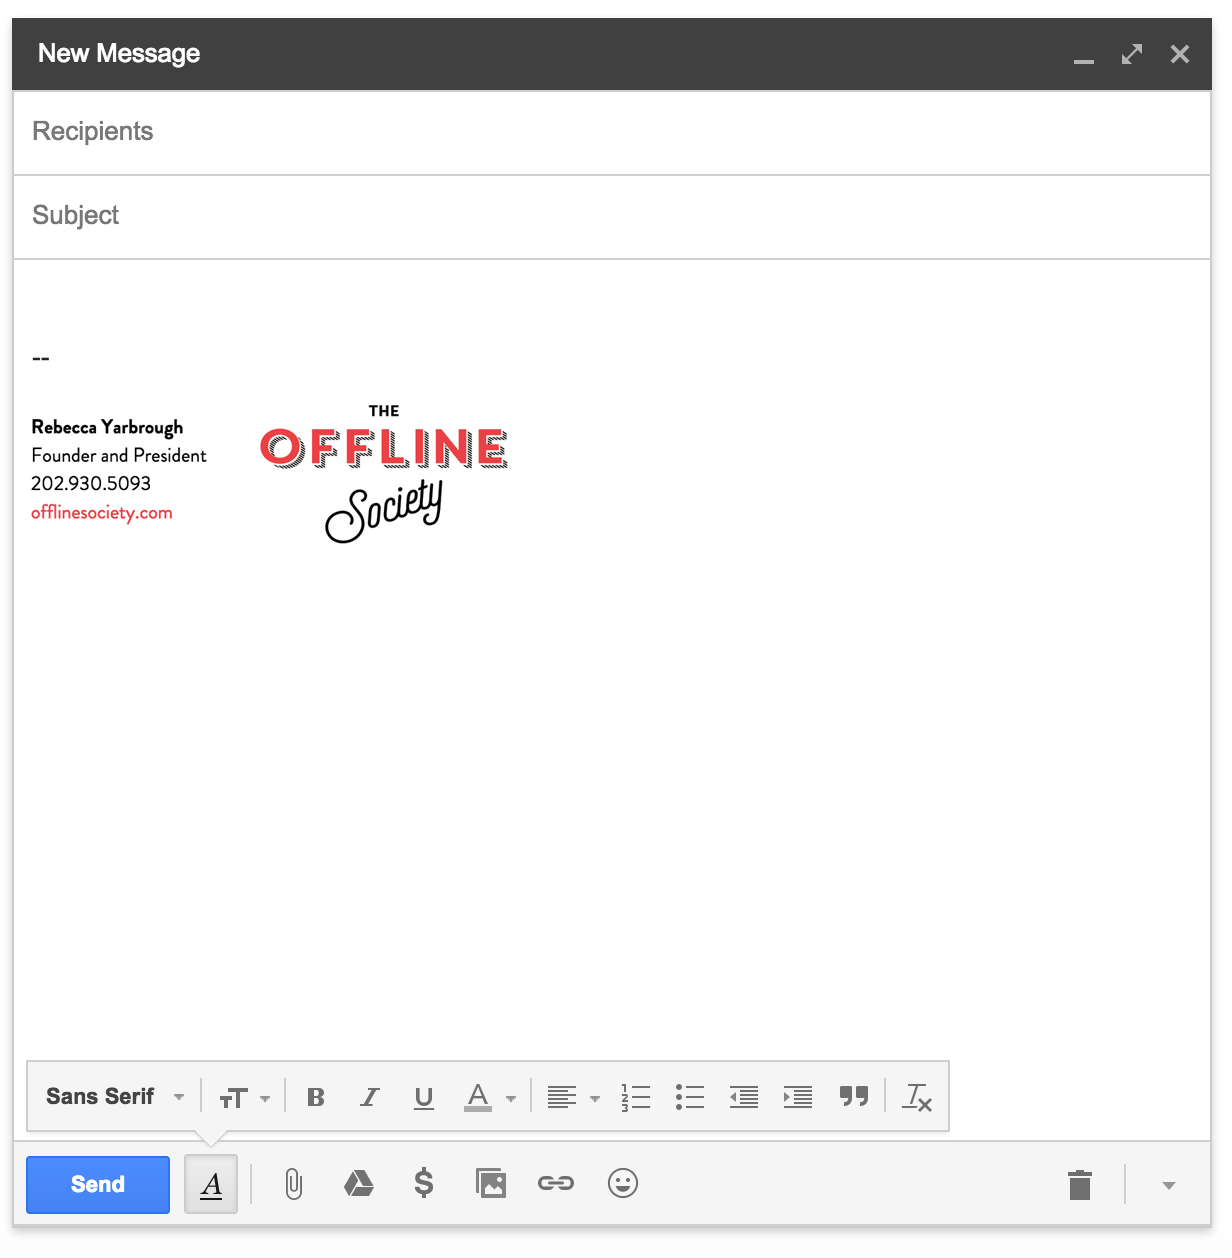 New Message
Recipients
Subject
--
Rebecca Yarbrough
Founder and President
202.930.5093
offlinesociety.com
THE
OFFLINE
Society
Sans Serif
Send